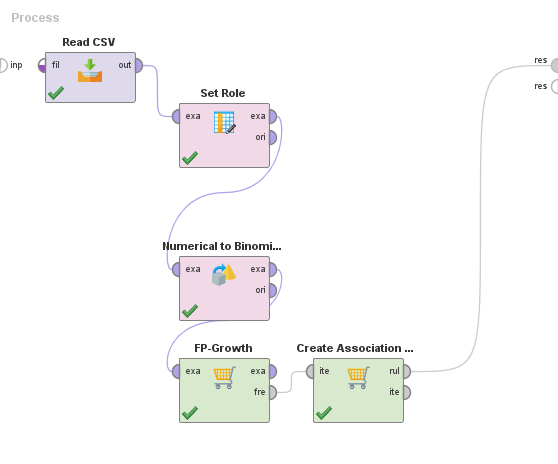 Process
Read CSV
inp
fil
out
res
res
Set Role
exa
exa
ori
Numerical to Binomi...
exa
exa
ori
FP-Growth
exa
exa
fre
Create Association ...
ite
rul
ite